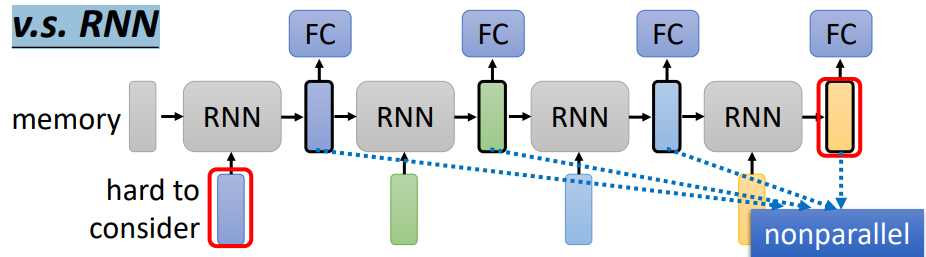 v.s. RNN
FC FC FC FC
memory RNN RNN RNN RNN
hard to
consider
nonparallel